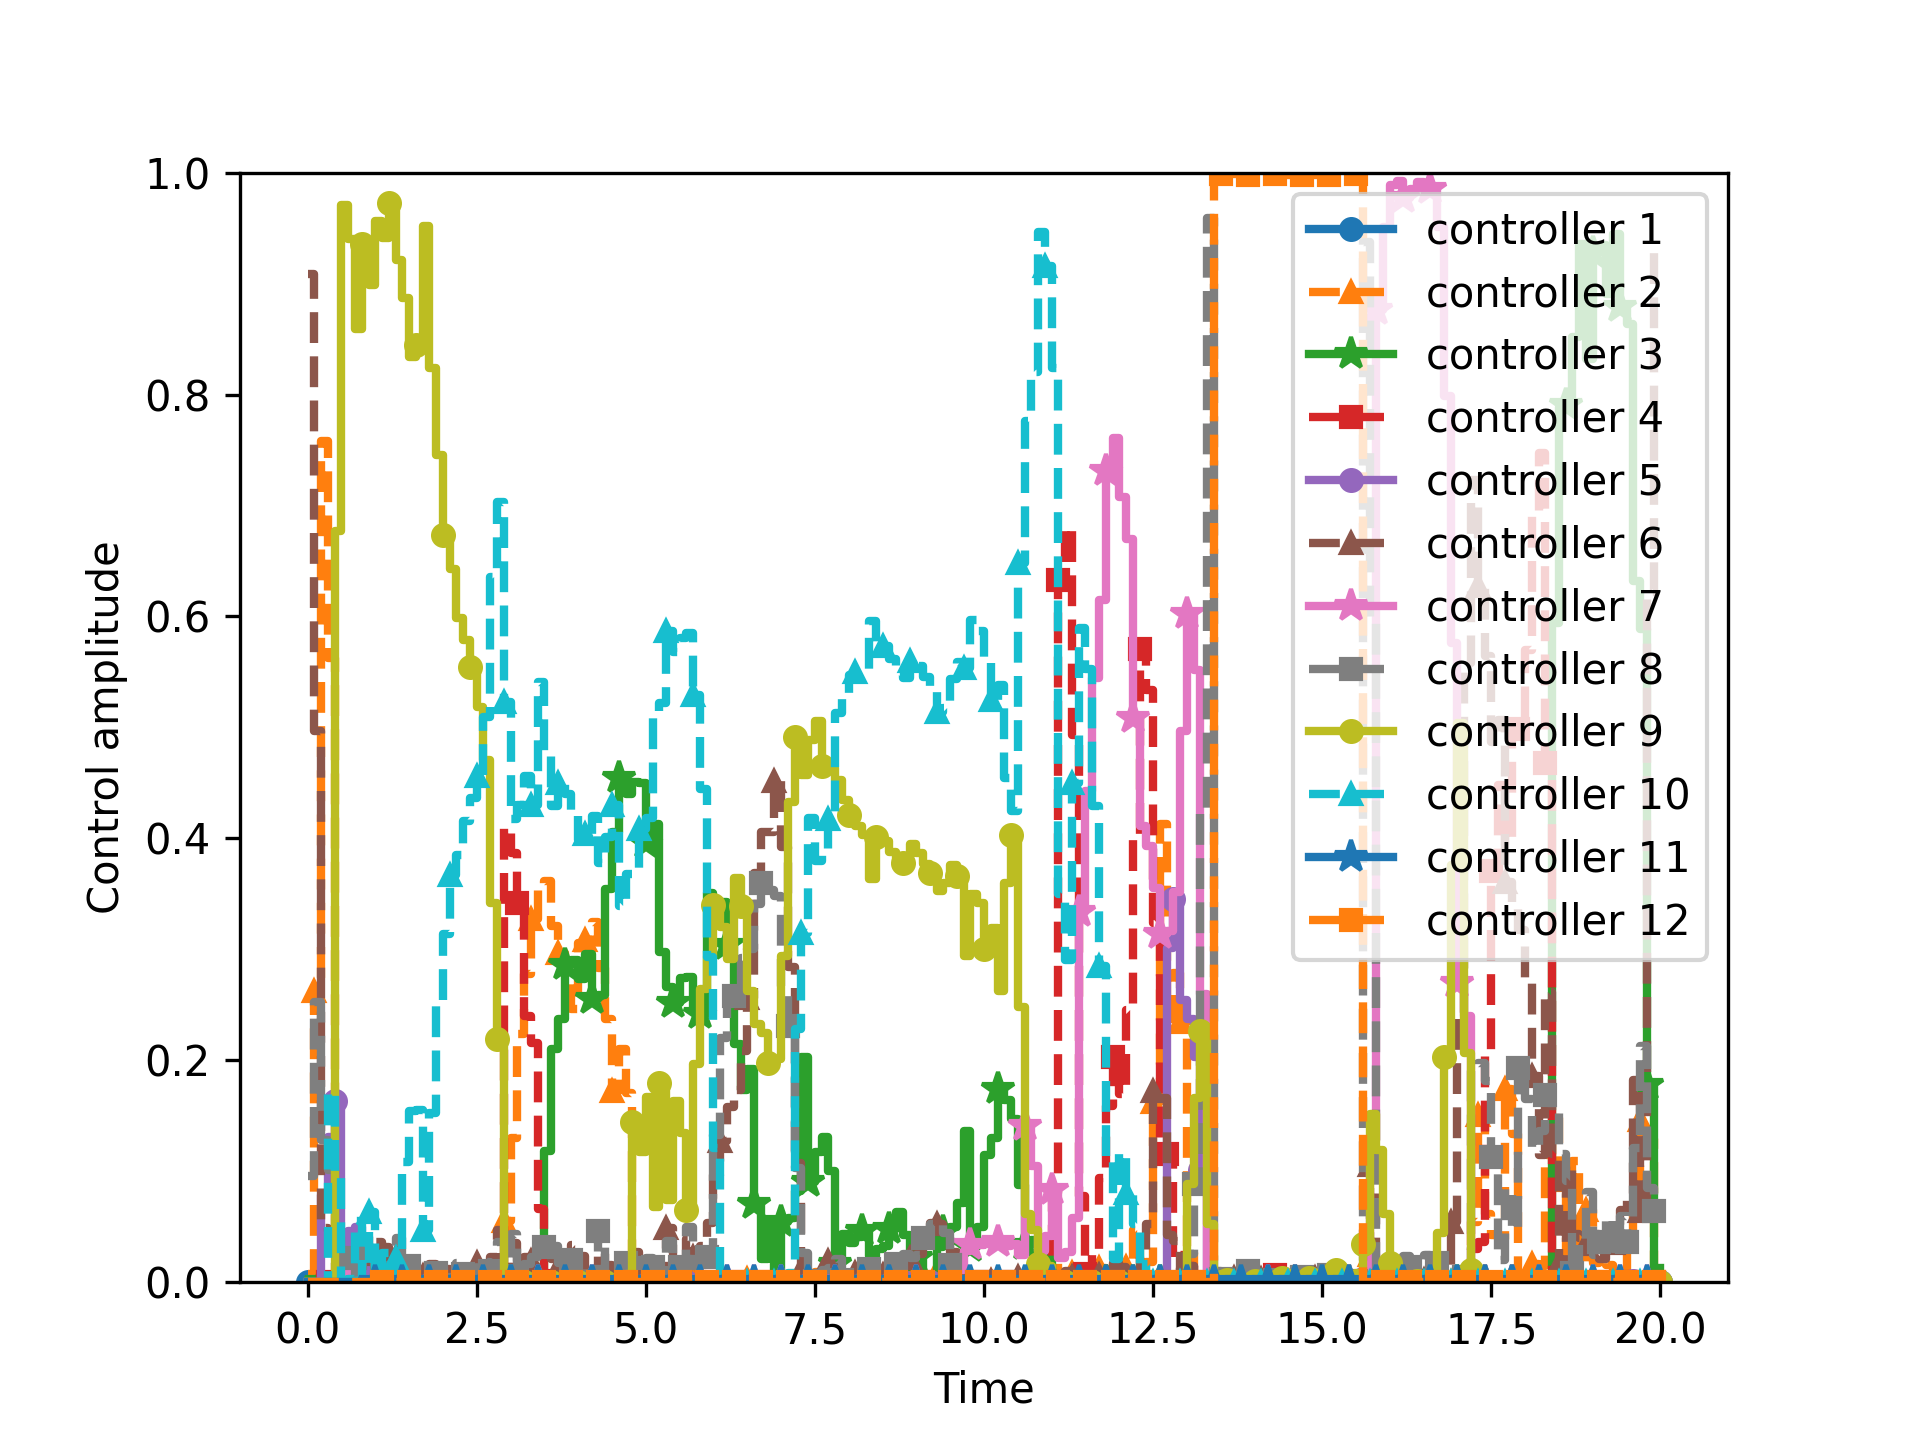 1.0
0.8
0.6
0.4
0.2
0.0
Control amplitude
controller 1
controller 2
controller 3
controller 4
controller 5
controller 6
controller 7
controller 8
controller 9
controller 10
controller 11
controller 12
0.0 2.5 5.0 7.5 10.0 12.5 15.0 17.5 20.0
Time